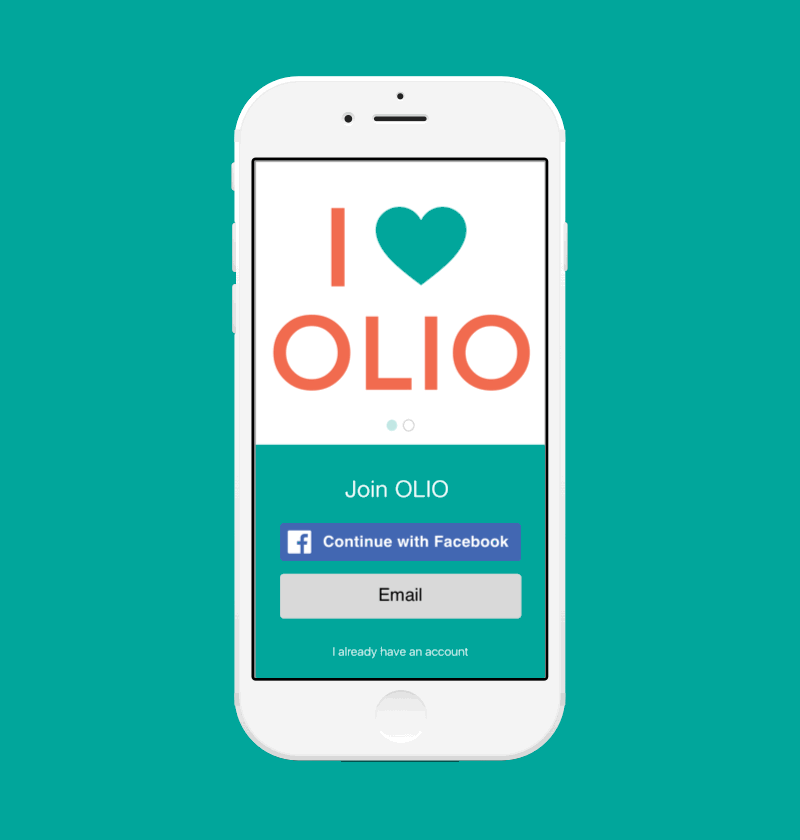 I
OLIO
Join OLIO
Continue with Facebook
Email
I already have an account